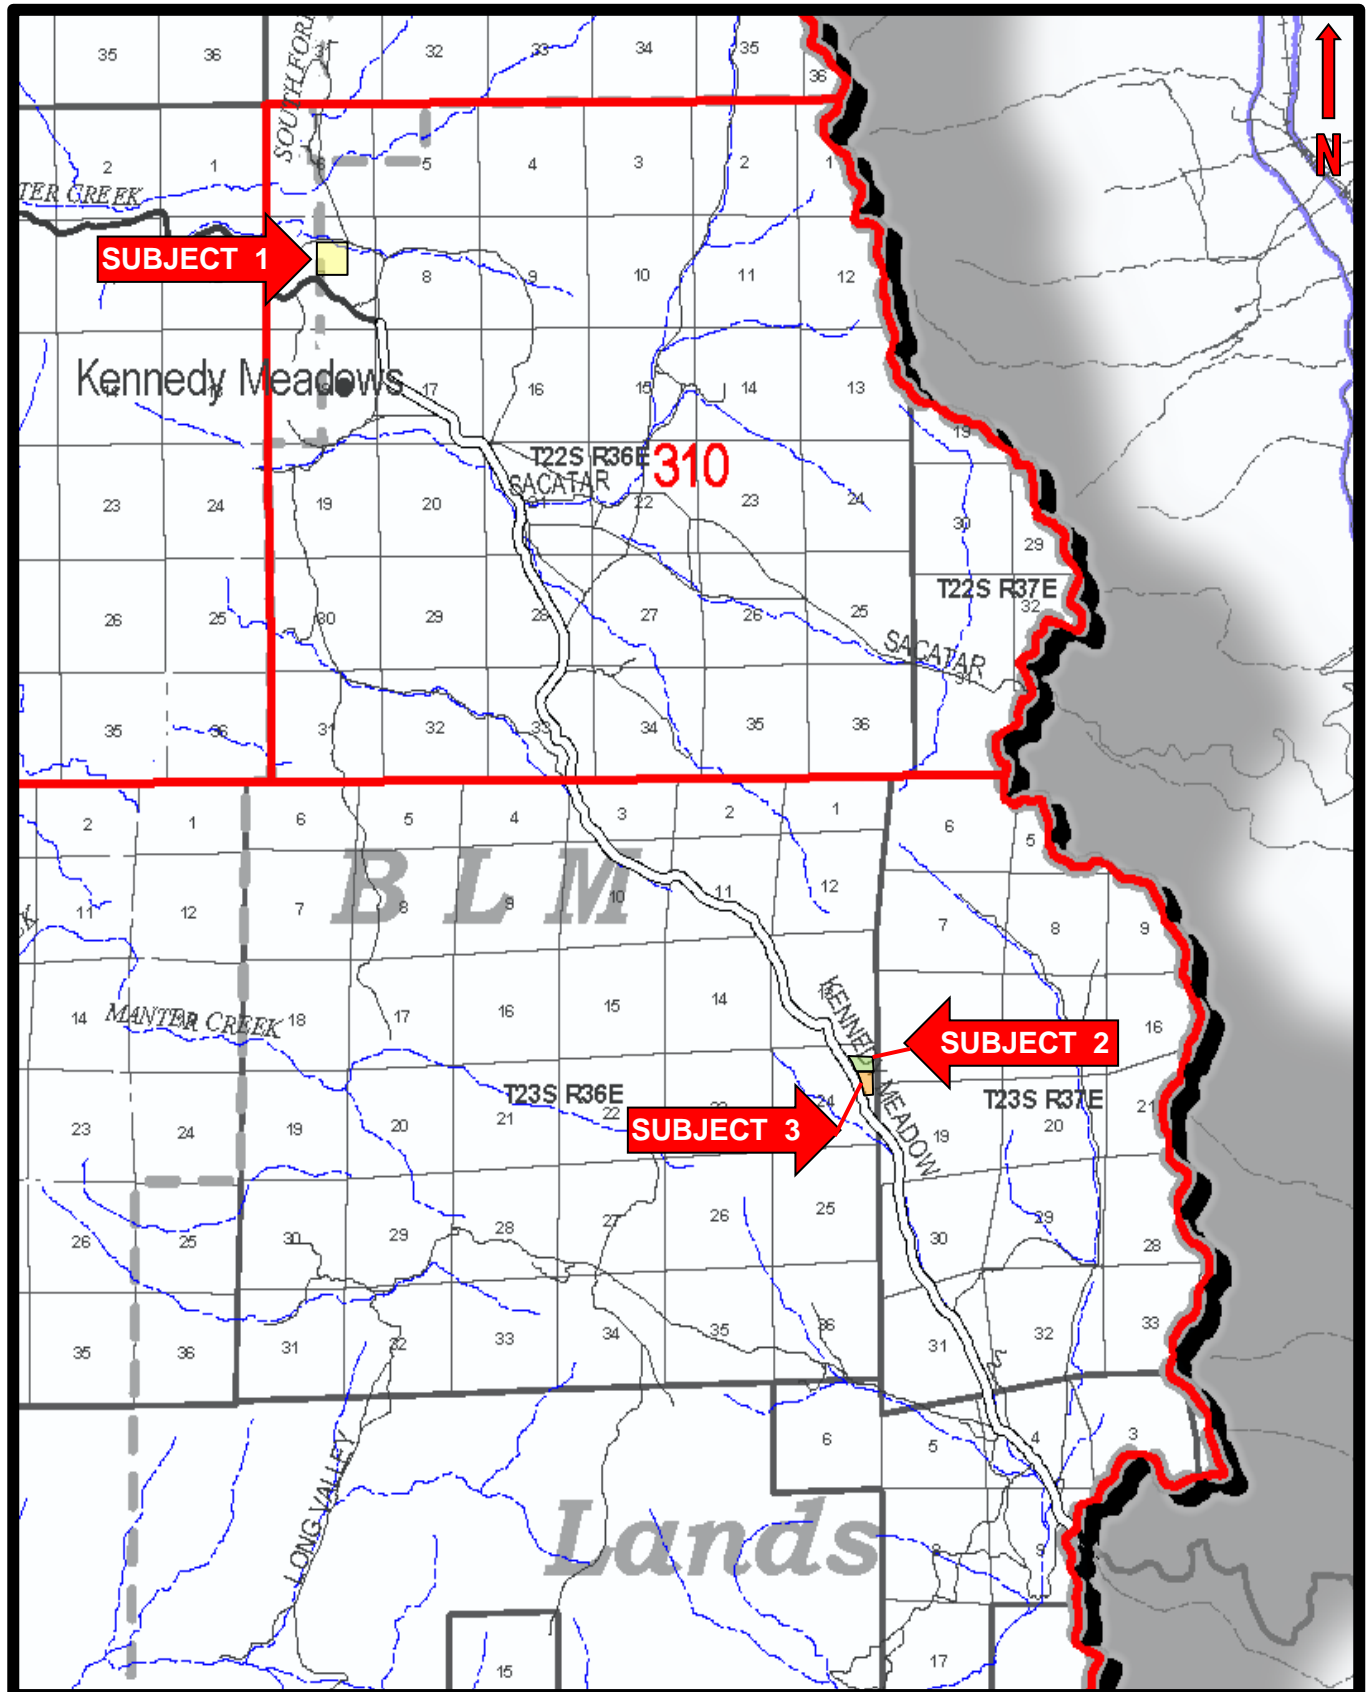 35 36 31 32 33 34 35 36
SOUTH FORK
N
2 1 6 5 4 3 2 1
TER CREEK
SUBJECT 1
8 9 10 11 12
Kennedy Meadows
17 16 15 14 13
19
T22S R36E
310
SACATAR
23 24 19 20 21 22 23 24
30 29
T22S R37E
32
26 25 30 29 28 27 26 25
SACATAR
31
35 36 31 32 33 34 35 36
2 1 6 5 4 3 2 1 6 5
B L M
11 12 7 8 9 10 11 12 7 8 9
14 MANTER CREEK 18 17 16 15 14 13 16
KENNEDY MEADOW
SUBJECT 2
T23S R36E
T23S R37E
SUBJECT 3
23 24 19 20 21 22 24 19 20 21
26 25 30 29 28 27 26 25 30 29 28
35 36 31 32 33 34 35 36 31 32 33
6 5 4 3
LONG VALLEY
Lands
8 9
15 17